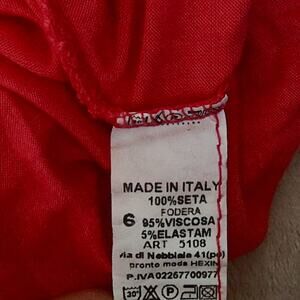 MADE IN ITALY
100%SETA
FODERA
6 95%VISCOSA
5%ELASTAM
ART 5108
via di Nebbiaia 41(po)
pronto moda HEXIN
P.IVA02267700977
30°